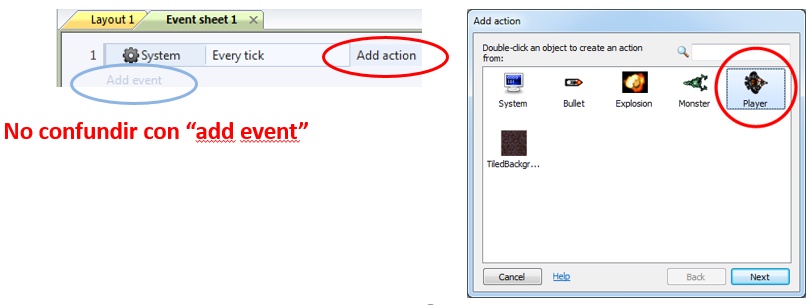 Layout 1 Event sheet 1
1 System Every tick Add action
Add event
No confundir con “add event”
Add action
Double-click an object to create an action
from:
System Bullet Explosion Monster Player
TiledBackgr...
Cancel Help Back Next